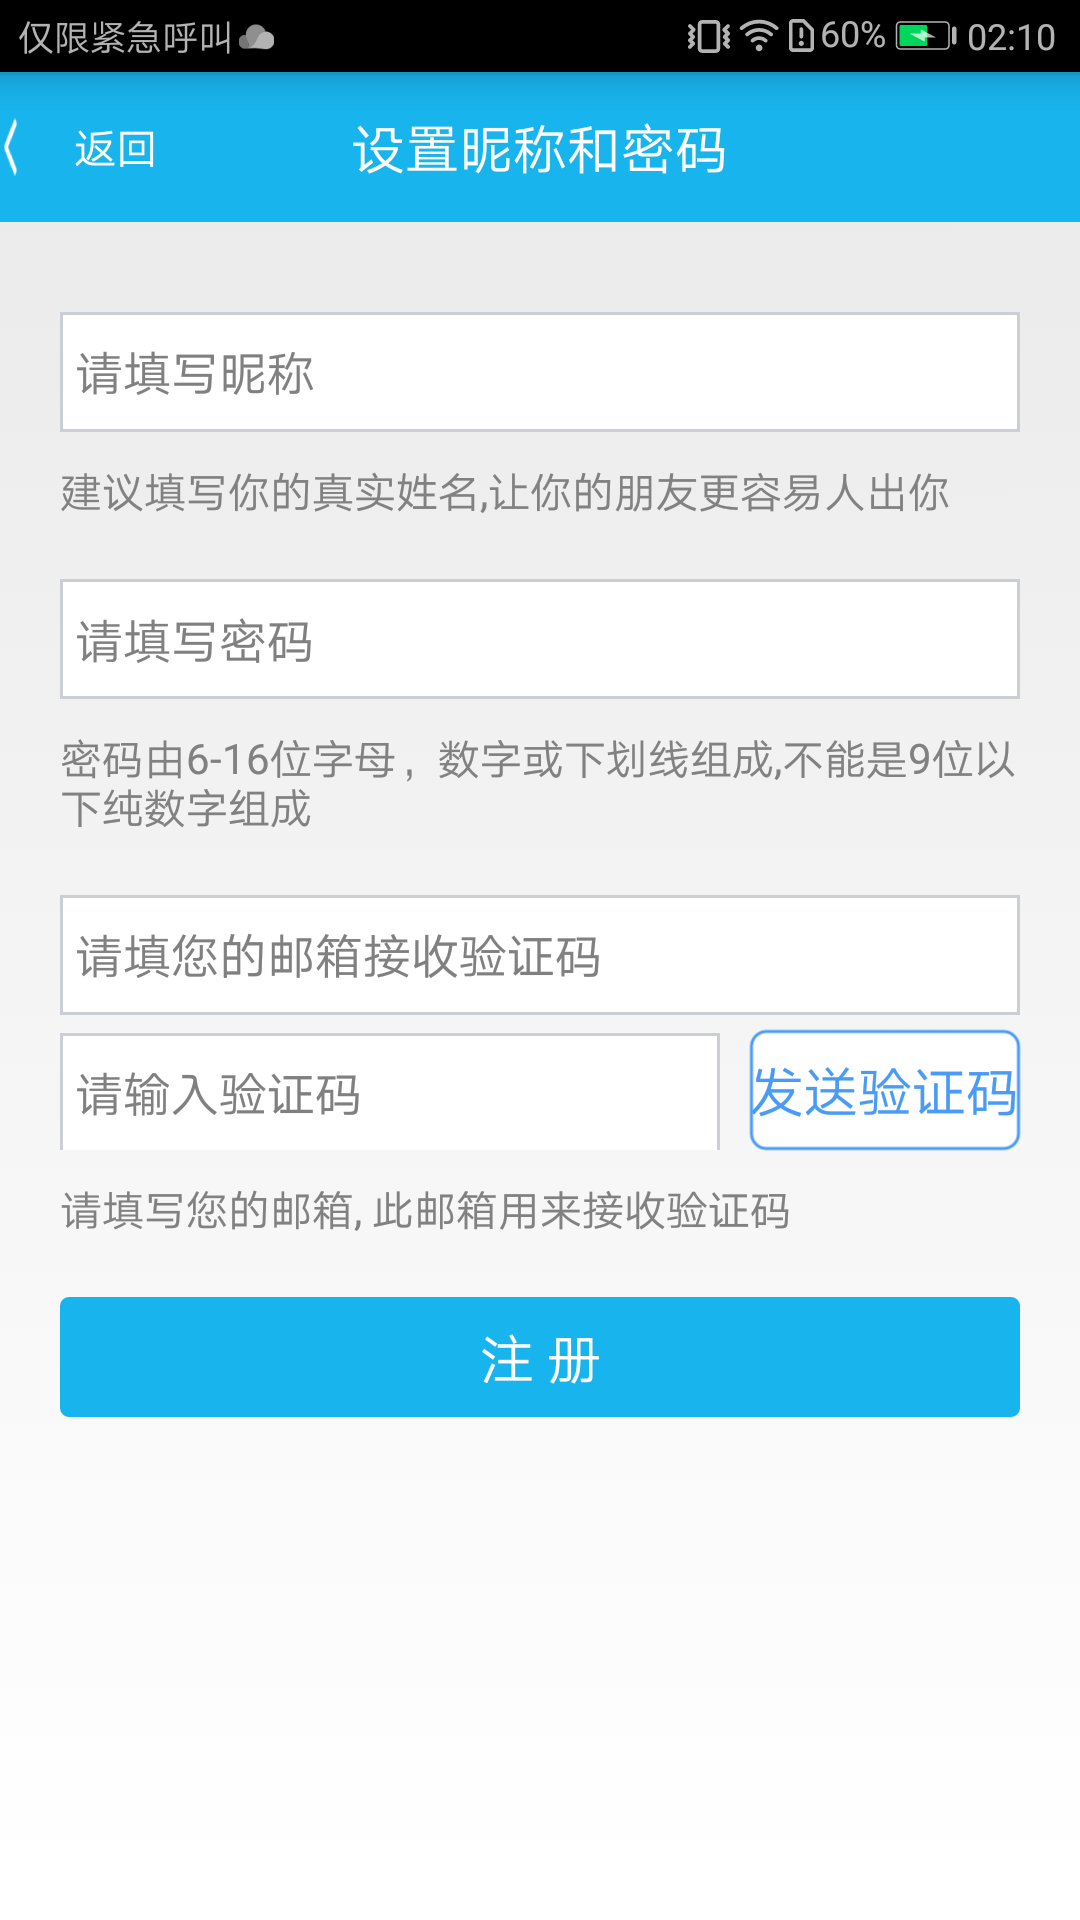 仅限紧急呼叫 60% 02:10
返回 设置昵称和密码
请填写昵称
建议填写你的真实姓名,让你的朋友更容易人出你
请填写密码
密码由6-16位字母，数字或下划线组成,不能是9位以
下纯数字组成
请填您的邮箱接收验证码
请输入验证码 发送验证码
请填写您的邮箱, 此邮箱用来接收验证码
注 册